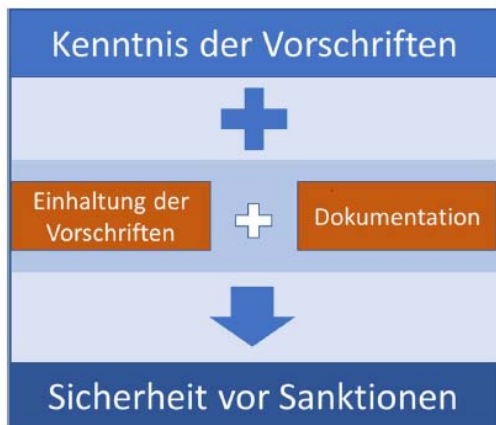 Kenntnis der Vorschriften
Einhaltung der
Vorschriften
Dokumentation
Sicherheit vor Sanktionen